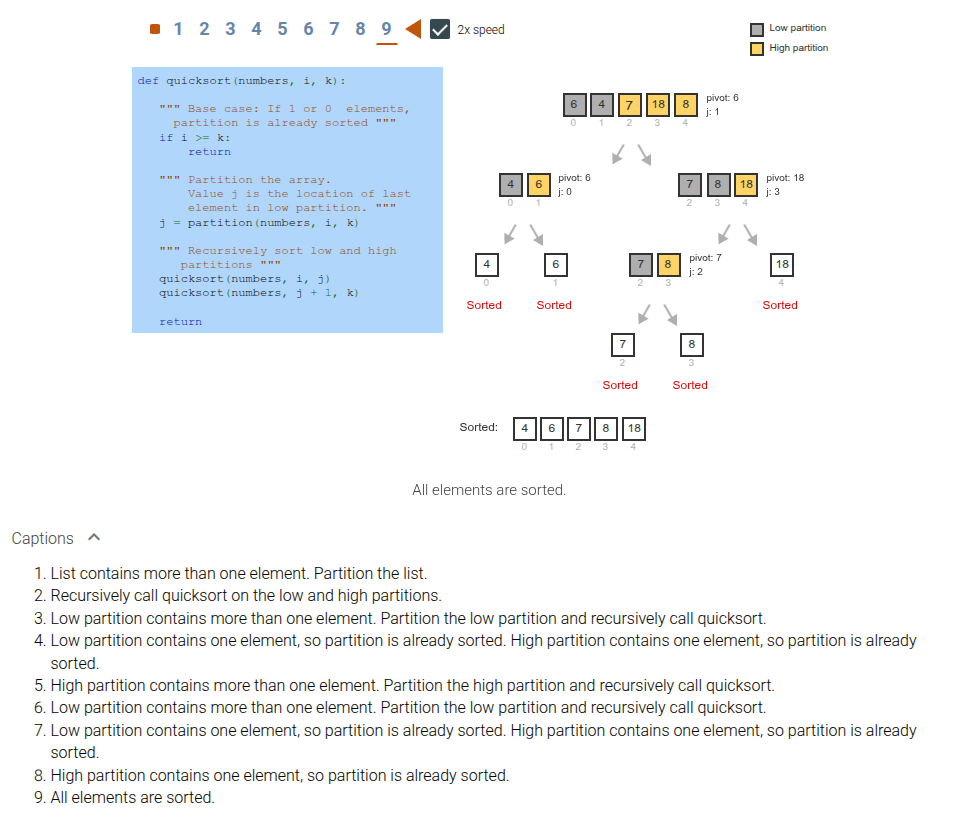 1 2 3 4 5 6 7 8 9 2x speed
Low partition
High partition
def quicksort(numbers, i, k):
""" Base case: If 1 or 0 elements,
partition is already sorted """
if i >= k:
return
""" Partition the array.
Value j is the location of last
element in low partition. """
j = partition(numbers, i, k)
""" Recursively sort low and high
partitions """
quicksort(numbers, i, j)
quicksort(numbers, j + 1, k)
return
6 4 7 18 8 pivot: 6
j: 1
0 1 2 3 4
4 6 pivot: 6
j: 0
0 1
7 8 18 pivot: 18
j: 3
2 3 4
4
0
Sorted
6
1
Sorted
7 8 pivot: 7
j: 2
2 3
18
4
Sorted
7
2
Sorted
8
3
Sorted
Sorted: 4 6 7 8 18
0 1 2 3 4
All elements are sorted.
Captions
1. List contains more than one element. Partition the list.
2. Recursively call quicksort on the low and high partitions.
3. Low partition contains more than one element. Partition the low partition and recursively call quicksort.
4. Low partition contains one element, so partition is already sorted. High partition contains one element, so partition is already
sorted.
5. High partition contains more than one element. Partition the high partition and recursively call quicksort.
6. Low partition contains more than one element. Partition the low partition and recursively call quicksort.
7. Low partition contains one element, so partition is already sorted. High partition contains one element, so partition is already
sorted.
8. High partition contains one element, so partition is already sorted.
9. All elements are sorted.